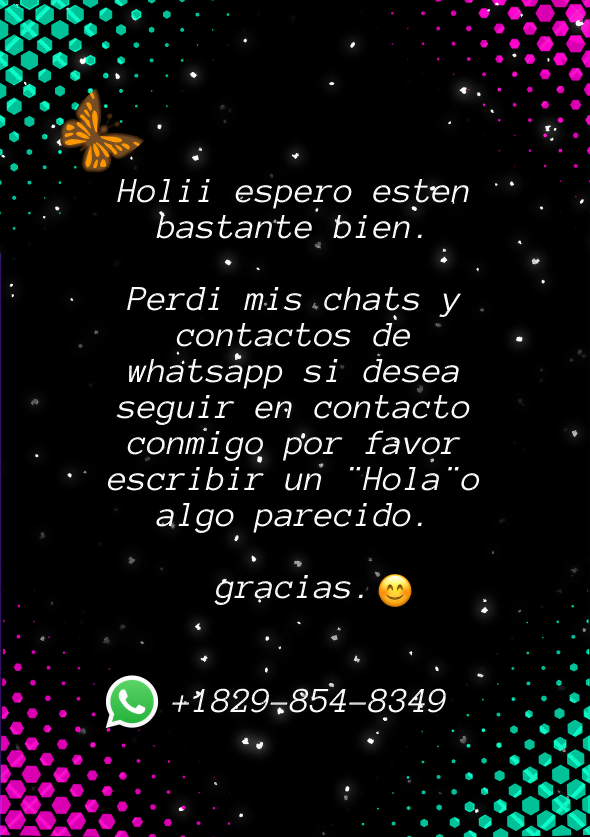 Holii espero esten
bastante bien.
Perdi mis chats y
contactos de
whatsapp si desea
seguir en contacto
conmigo por favor
escribir un ¨Hola¨o
algo parecido.
gracias.😊
+1829-854-8349